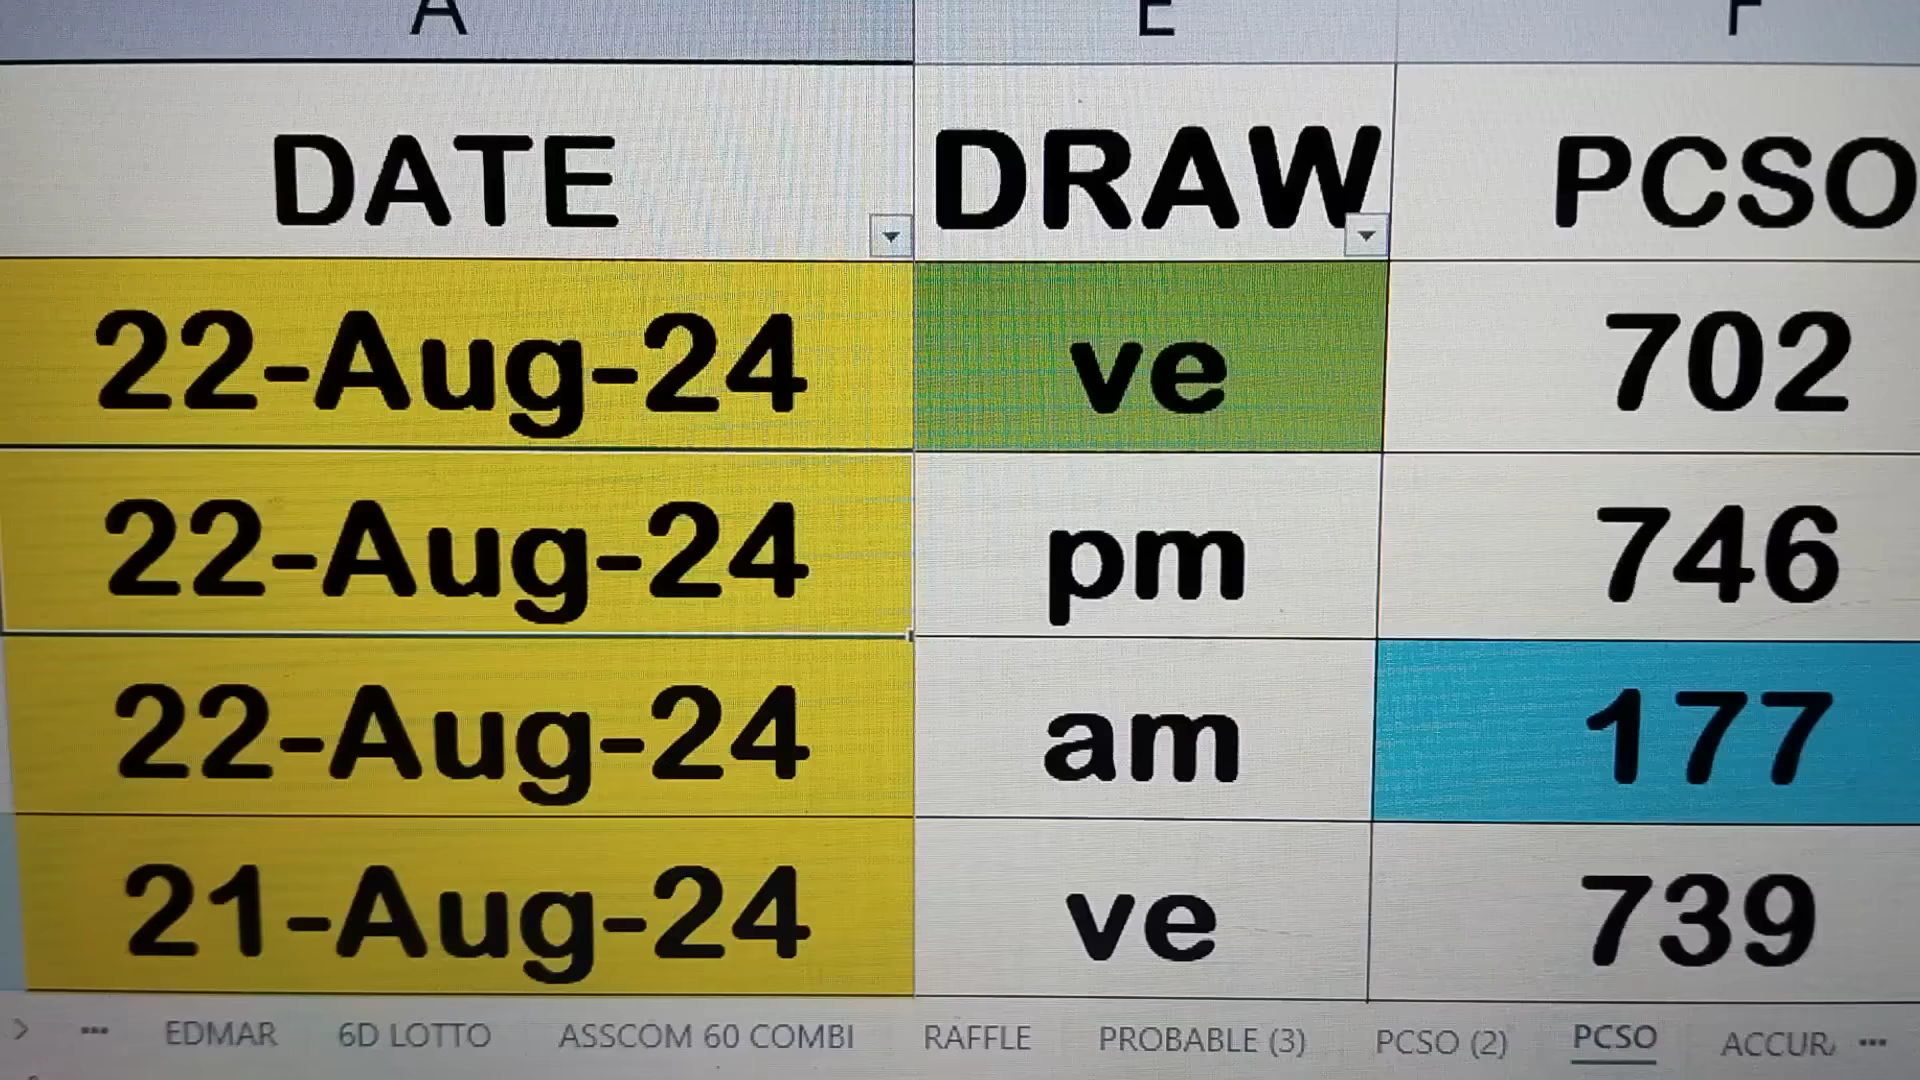 A E F
DATE DRAW PCSO
22-Aug-24 ve 702
22-Aug-24 pm 746
22-Aug-24 am 177
21-Aug-24 ve 739
EDMAR 6D LOTTO ASSCOM 60 COMBI RAFFLE PROBABLE (3) PCSO (2) PCSO ACCUR